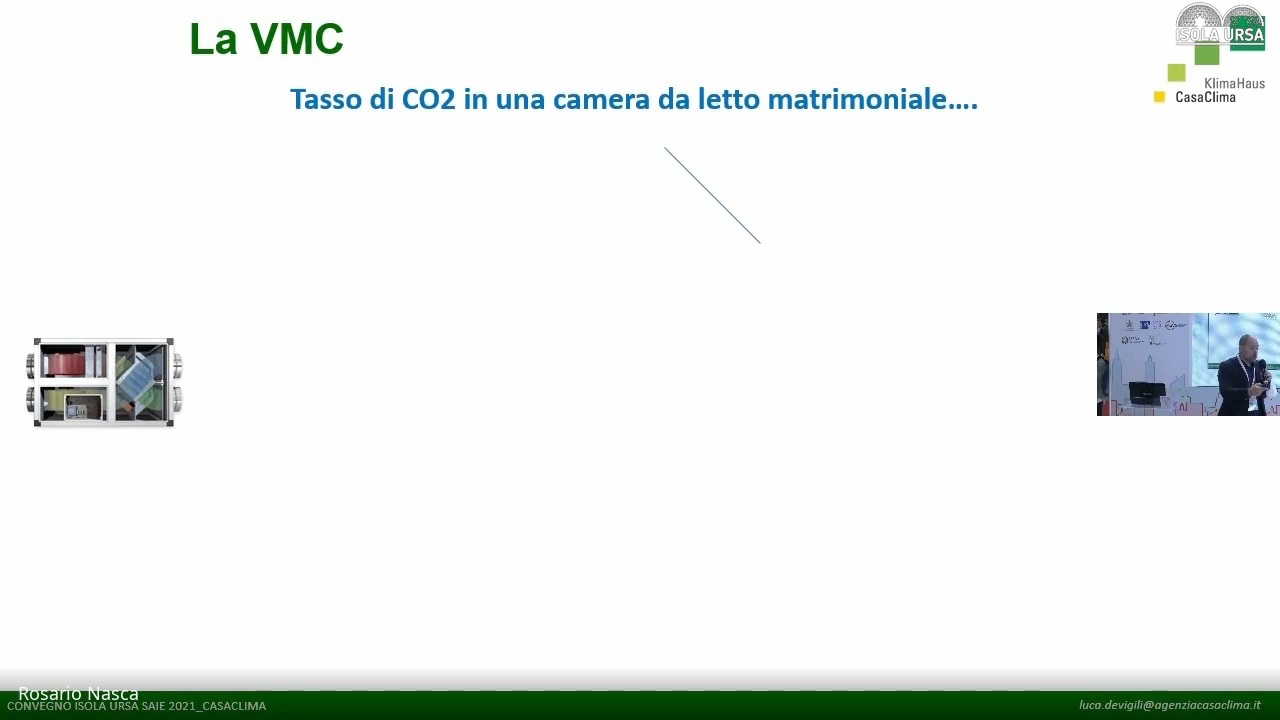 La VMC
ISOLA URSA
Tasso di CO2 in una camera da letto matrimoniale....
KlimaHaus
CasaClima
Rosario Nasca
CONVEGNO ISOLA URSA SAIE 2021_CASACLIMA
luca.devigili@agenziacasaclima.it